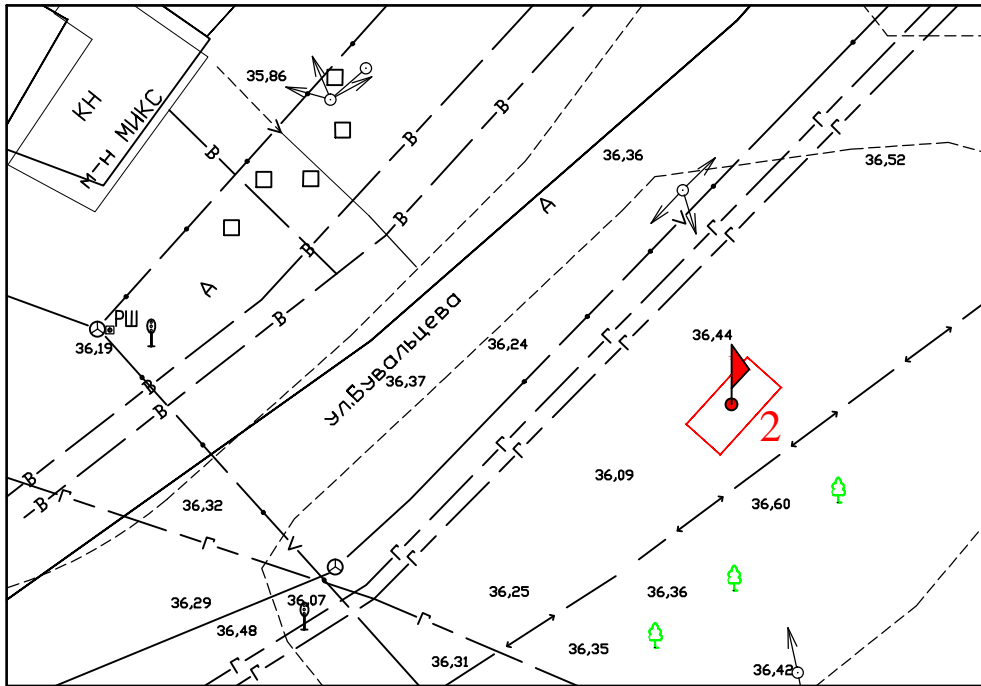 35,86
КН
м-н МИКС
В
В
В
В
36,36
36,52
А
В
В
Г
Г
А
В
РШ
36,19
ул.Бувальцева
36,24
36,44
Г
Г
36,37
В
В
2
Г
Г
В
В
Г
36,09
36,32
36,60
Г
Г
Г
36,29
36,07
36,25
36,36
Г
36,48
36,31
36,35
Г
Г
36,42